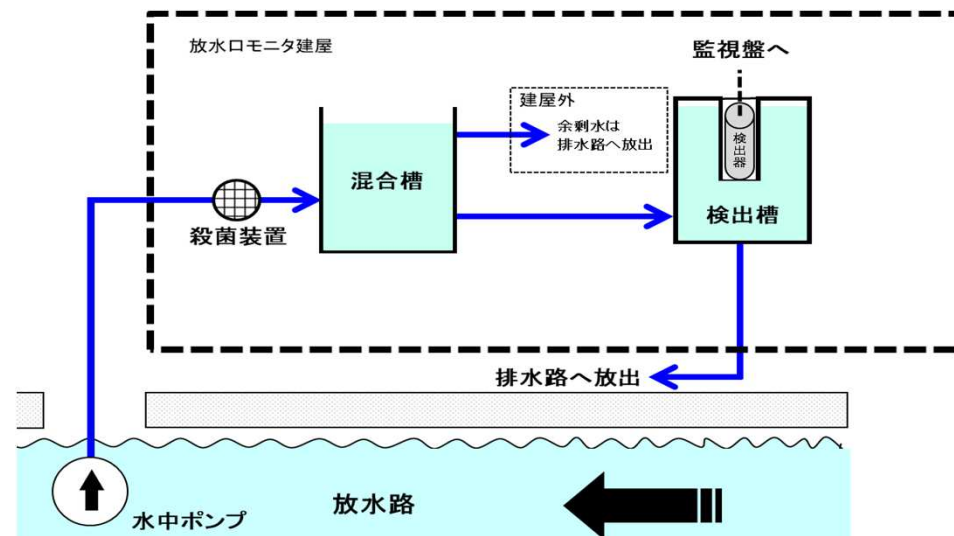 放水口モニタ建屋
監視盤へ
建屋外
余剰水は
排水路へ放出
検出器
混合槽
検出槽
殺菌装置
排水路へ放出
放水路
水中ポンプ